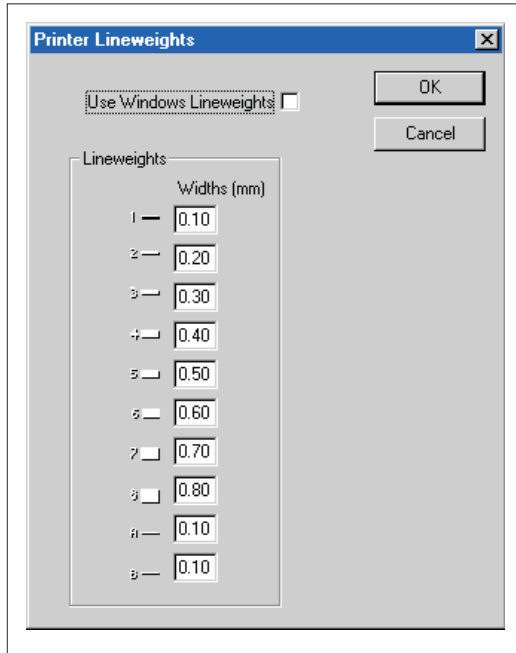 Printer Lineweights
Use Windows Lineweights
OK
Cancel
Lineweights
Widths (mm)
1 0.10
2 0.20
3 0.30
4 0.40
5 0.50
6 0.60
7 0.70
8 0.80
A 0.10
B 0.10